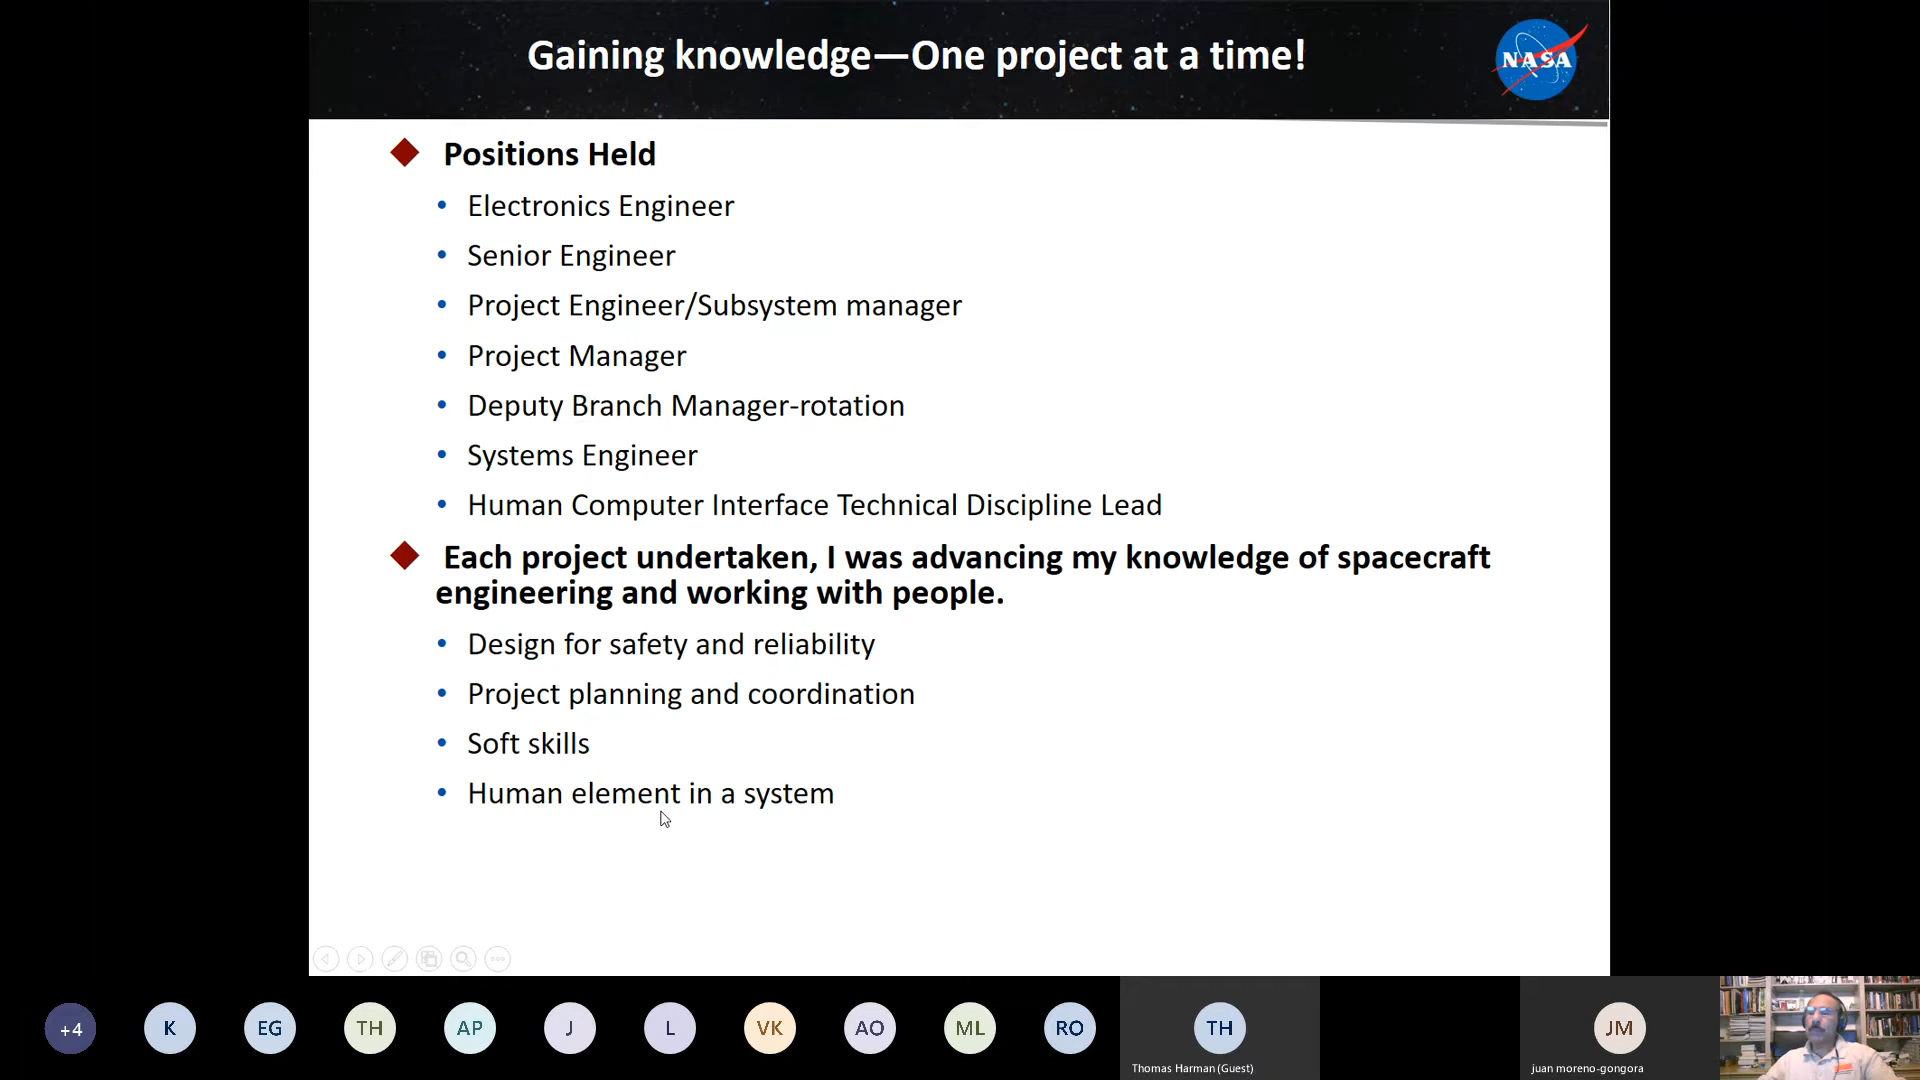 Gaining knowledge—One project at a time!
NASA
Positions Held
• Electronics Engineer
• Senior Engineer
• Project Engineer/Subsystem manager
• Project Manager
• Deputy Branch Manager-rotation
• Systems Engineer
• Human Computer Interface Technical Discipline Lead
Each project undertaken, I was advancing my knowledge of spacecraft
engineering and working with people.
• Design for safety and reliability
• Project planning and coordination
• Soft skills
• Human element in a system
+4
K
EG
TH
AP
J
L
VK
AO
ML
RO
TH
Thomas Harman (Guest)
JM
juan moreno-gongora